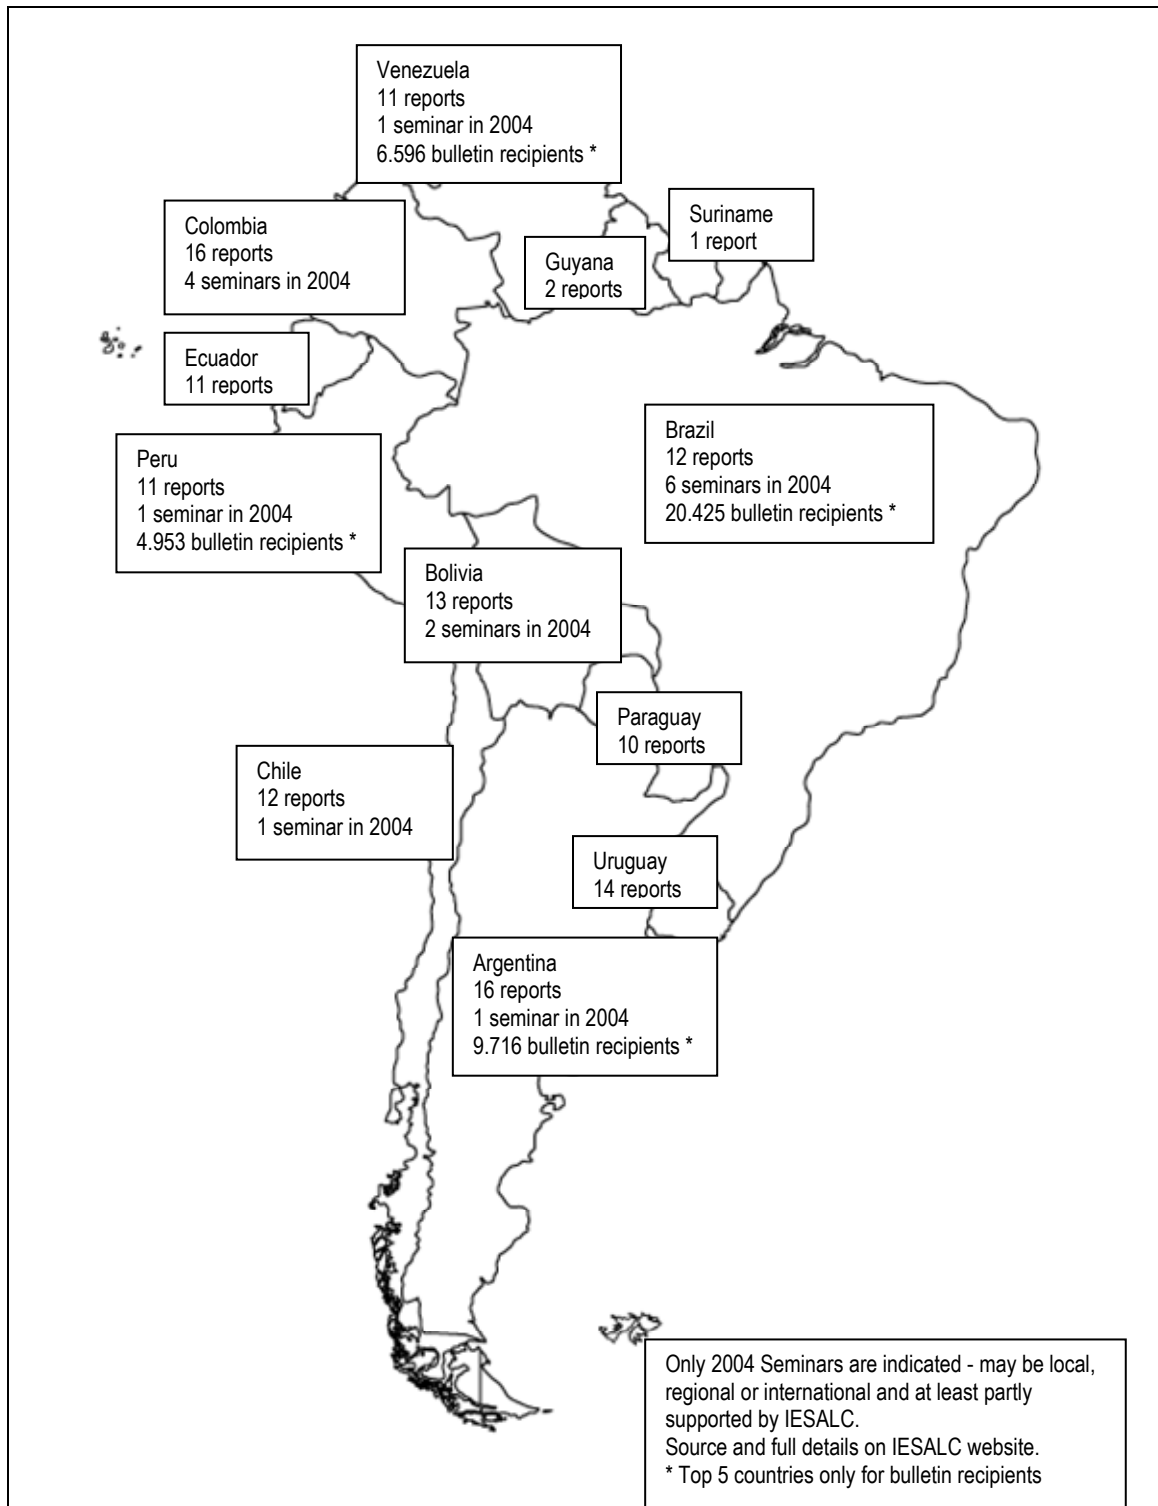 Venezuela
11 reports
1 seminar in 2004
6.596 bulletin recipients *
Suriname
1 report
Colombia
16 reports
4 seminars in 2004
Guyana
2 reports
Ecuador
11 reports
Brazil
12 reports
6 seminars in 2004
20.425 bulletin recipients *
Peru
11 reports
1 seminar in 2004
4.953 bulletin recipients *
Bolivia
13 reports
2 seminars in 2004
Paraguay
10 reports
Chile
12 reports
1 seminar in 2004
Uruguay
14 reports
Argentina
16 reports
1 seminar in 2004
9.716 bulletin recipients *
Only 2004 Seminars are indicated - may be local,
regional or international and at least partly
supported by IESALC.
Source and full details on IESALC website.
* Top 5 countries only for bulletin recipients